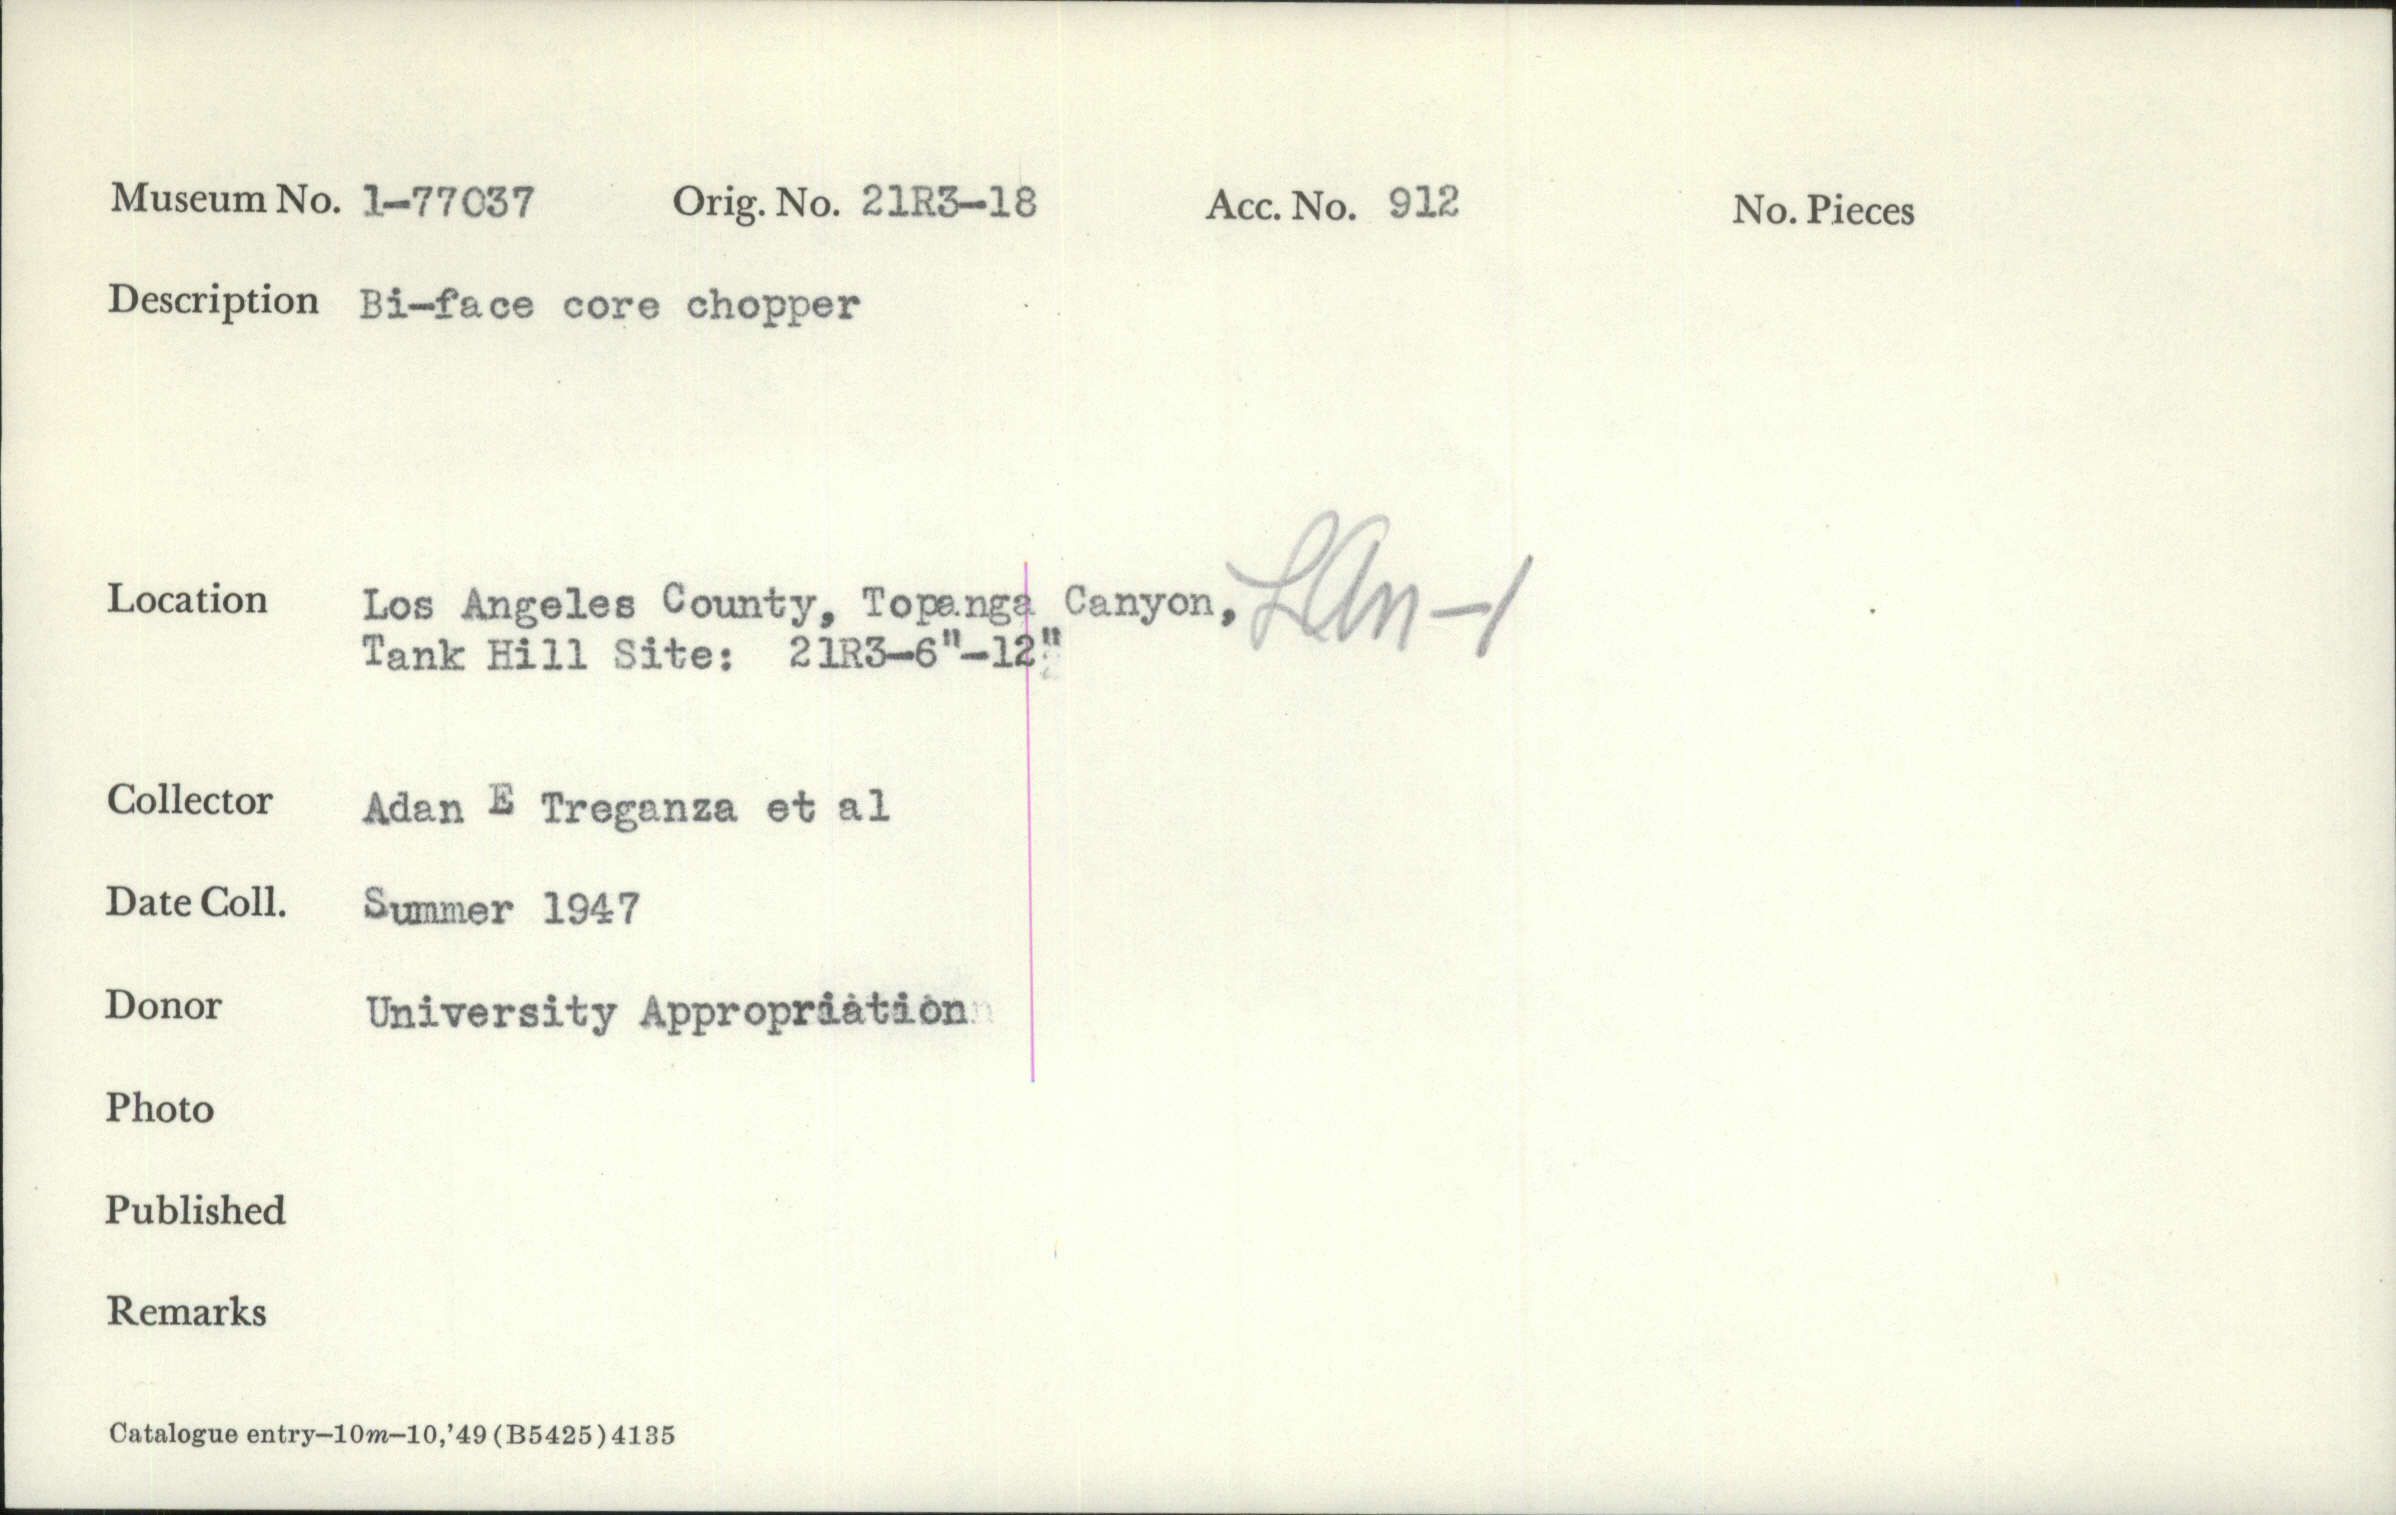 Museum No. 1-77037 Orig. No. 21R3-18 Acc. No. 912 No. Pieces
Description Bi-face core chopper
Location Los Angeles County, Topanga Canyon, LAn-1
Tank Hill Site: 21R3-6"-12"
Collector Adan E Treganza et al
Date Coll. Summer 1947
Donor University Appropriation
Photo
Published
Remarks
Catalogue entry—10m—10,'49(B5425)4135